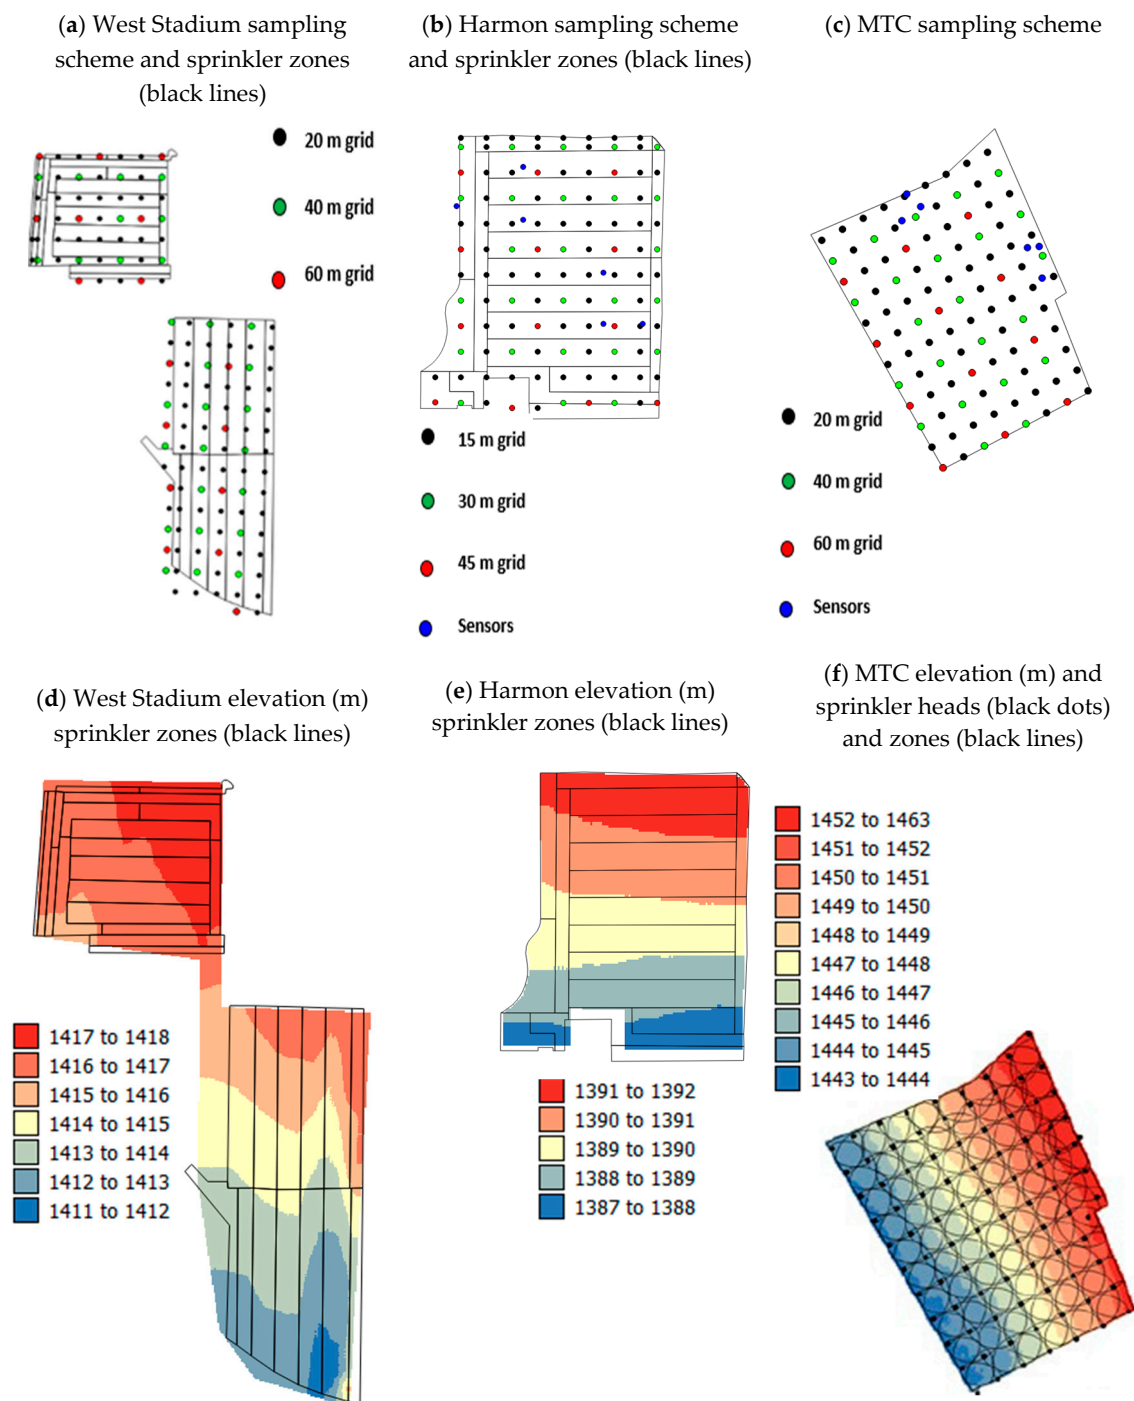 (a) West Stadium sampling
scheme and sprinkler zones
(black lines)
(b) Harmon sampling scheme
and sprinkler zones (black lines)
(c) MTC sampling scheme
20 m grid
40 m grid
60 m grid
15 m grid
30 m grid
45 m grid
Sensors
20 m grid
40 m grid
60 m grid
Sensors
(d) West Stadium elevation (m)
sprinkler zones (black lines)
(e) Harmon elevation (m)
sprinkler zones (black lines)
(f) MTC elevation (m) and
sprinkler heads (black dots)
and zones (black lines)
1417 to 1418
1416 to 1417
1415 to 1416
1414 to 1415
1413 to 1414
1412 to 1413
1411 to 1412
1391 to 1392
1390 to 1391
1389 to 1390
1388 to 1389
1387 to 1388
1452 to 1463
1451 to 1452
1450 to 1451
1449 to 1450
1448 to 1449
1447 to 1448
1446 to 1447
1445 to 1446
1444 to 1445
1443 to 1444